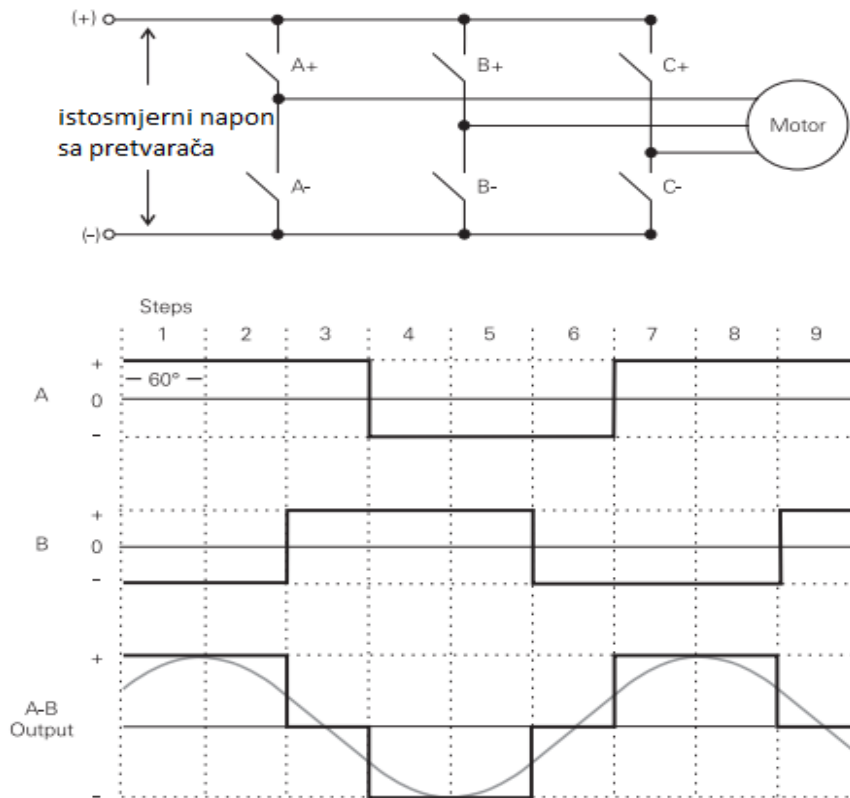 (+)
A+
B+
C+
istosmjerni napon
sa pretvarača
Motor
A-
B-
C-
(-)
Steps
1 2 3 4 5 6 7 8 9
+
60°
A
0
-
+
B
0
-
+
A-B
Output
-